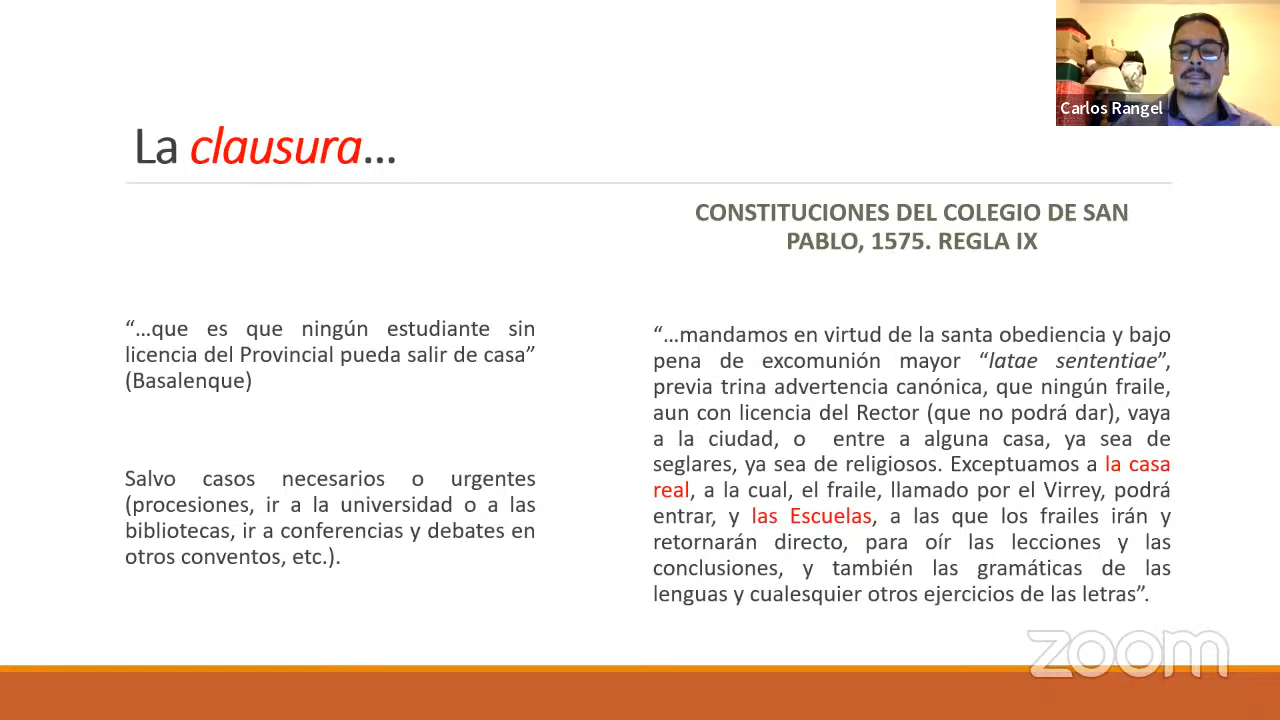 Carlos Rangel
La clausura...
“...que es que ningún estudiante sin
licencia del Provincial pueda salir de casa”
(Basalenque)
Salvo casos necesarios o urgentes
(procesiones, ir a la universidad o a las
bibliotecas, ir a conferencias y debates en
otros conventos, etc.).
CONSTITUCIONES DEL COLEGIO DE SAN
PABLO, 1575. REGLA IX
“...mandamos en virtud de la santa obediencia y bajo
pena de excomunión mayor “latae sententiae”,
previa trina advertencia canónica, que ningún fraile,
aun con licencia del Rector (que no podrá dar), vaya
a la ciudad, o entre a alguna casa, ya sea de
seglares, ya sea de religiosos. Exceptuamos a la casa
real, a la cual, el fraile, llamado por el Virrey, podrá
entrar, y las Escuelas, a las que los frailes irán y
retornarán directo, para oír las lecciones y las
conclusiones, y también las gramáticas de las
lenguas y cualesquier otros ejercicios de las letras”.
zoom